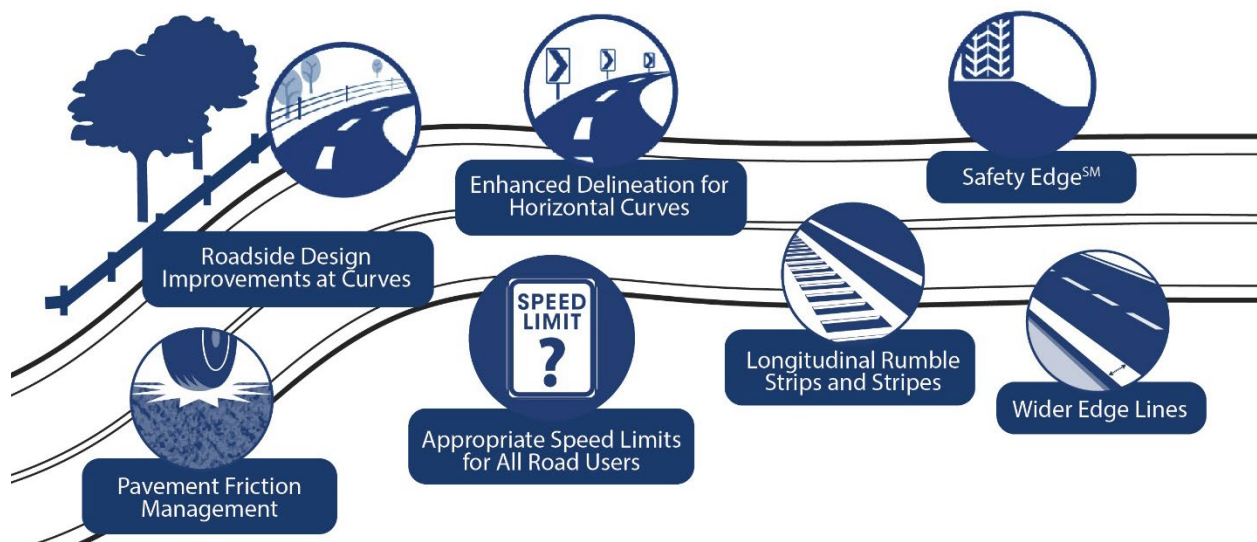 Enhanced Delineation for
Horizontal Curves
Safety Edge℠
Roadside Design
Improvements at Curves
SPEED
LIMIT
?
Longitudinal Rumble
Strips and Stripes
Wider Edge Lines
Appropriate Speed Limits
for All Road Users
Pavement Friction
Management